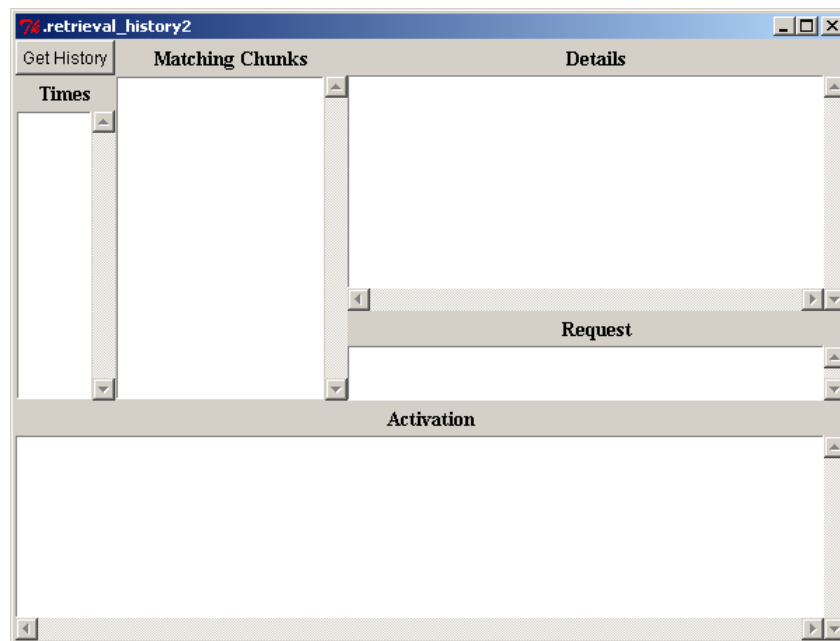 .retrieval_history2
Get History
Matching Chunks
Details
Times
Request
Activation